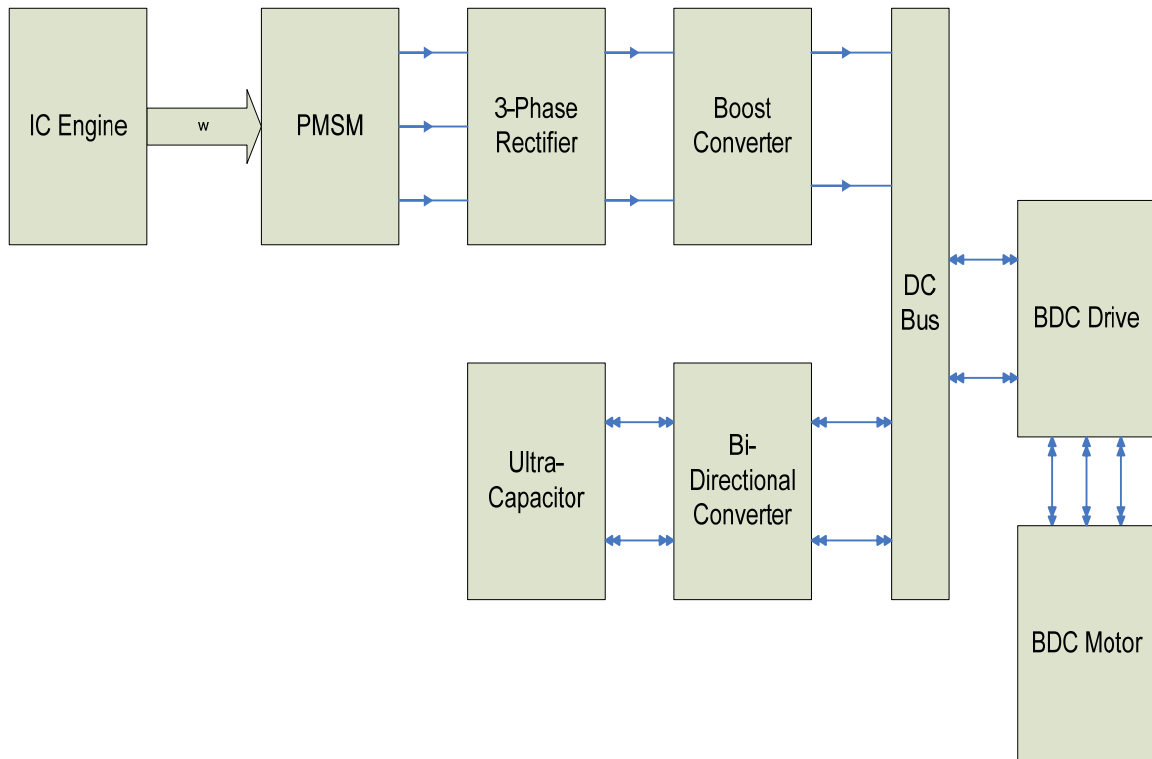 IC Engine
w
PMSM
3-Phase
Rectifier
Boost
Converter
DC
Bus
BDC Drive
Ultra-
Capacitor
Bi-
Directional
Converter
BDC Motor